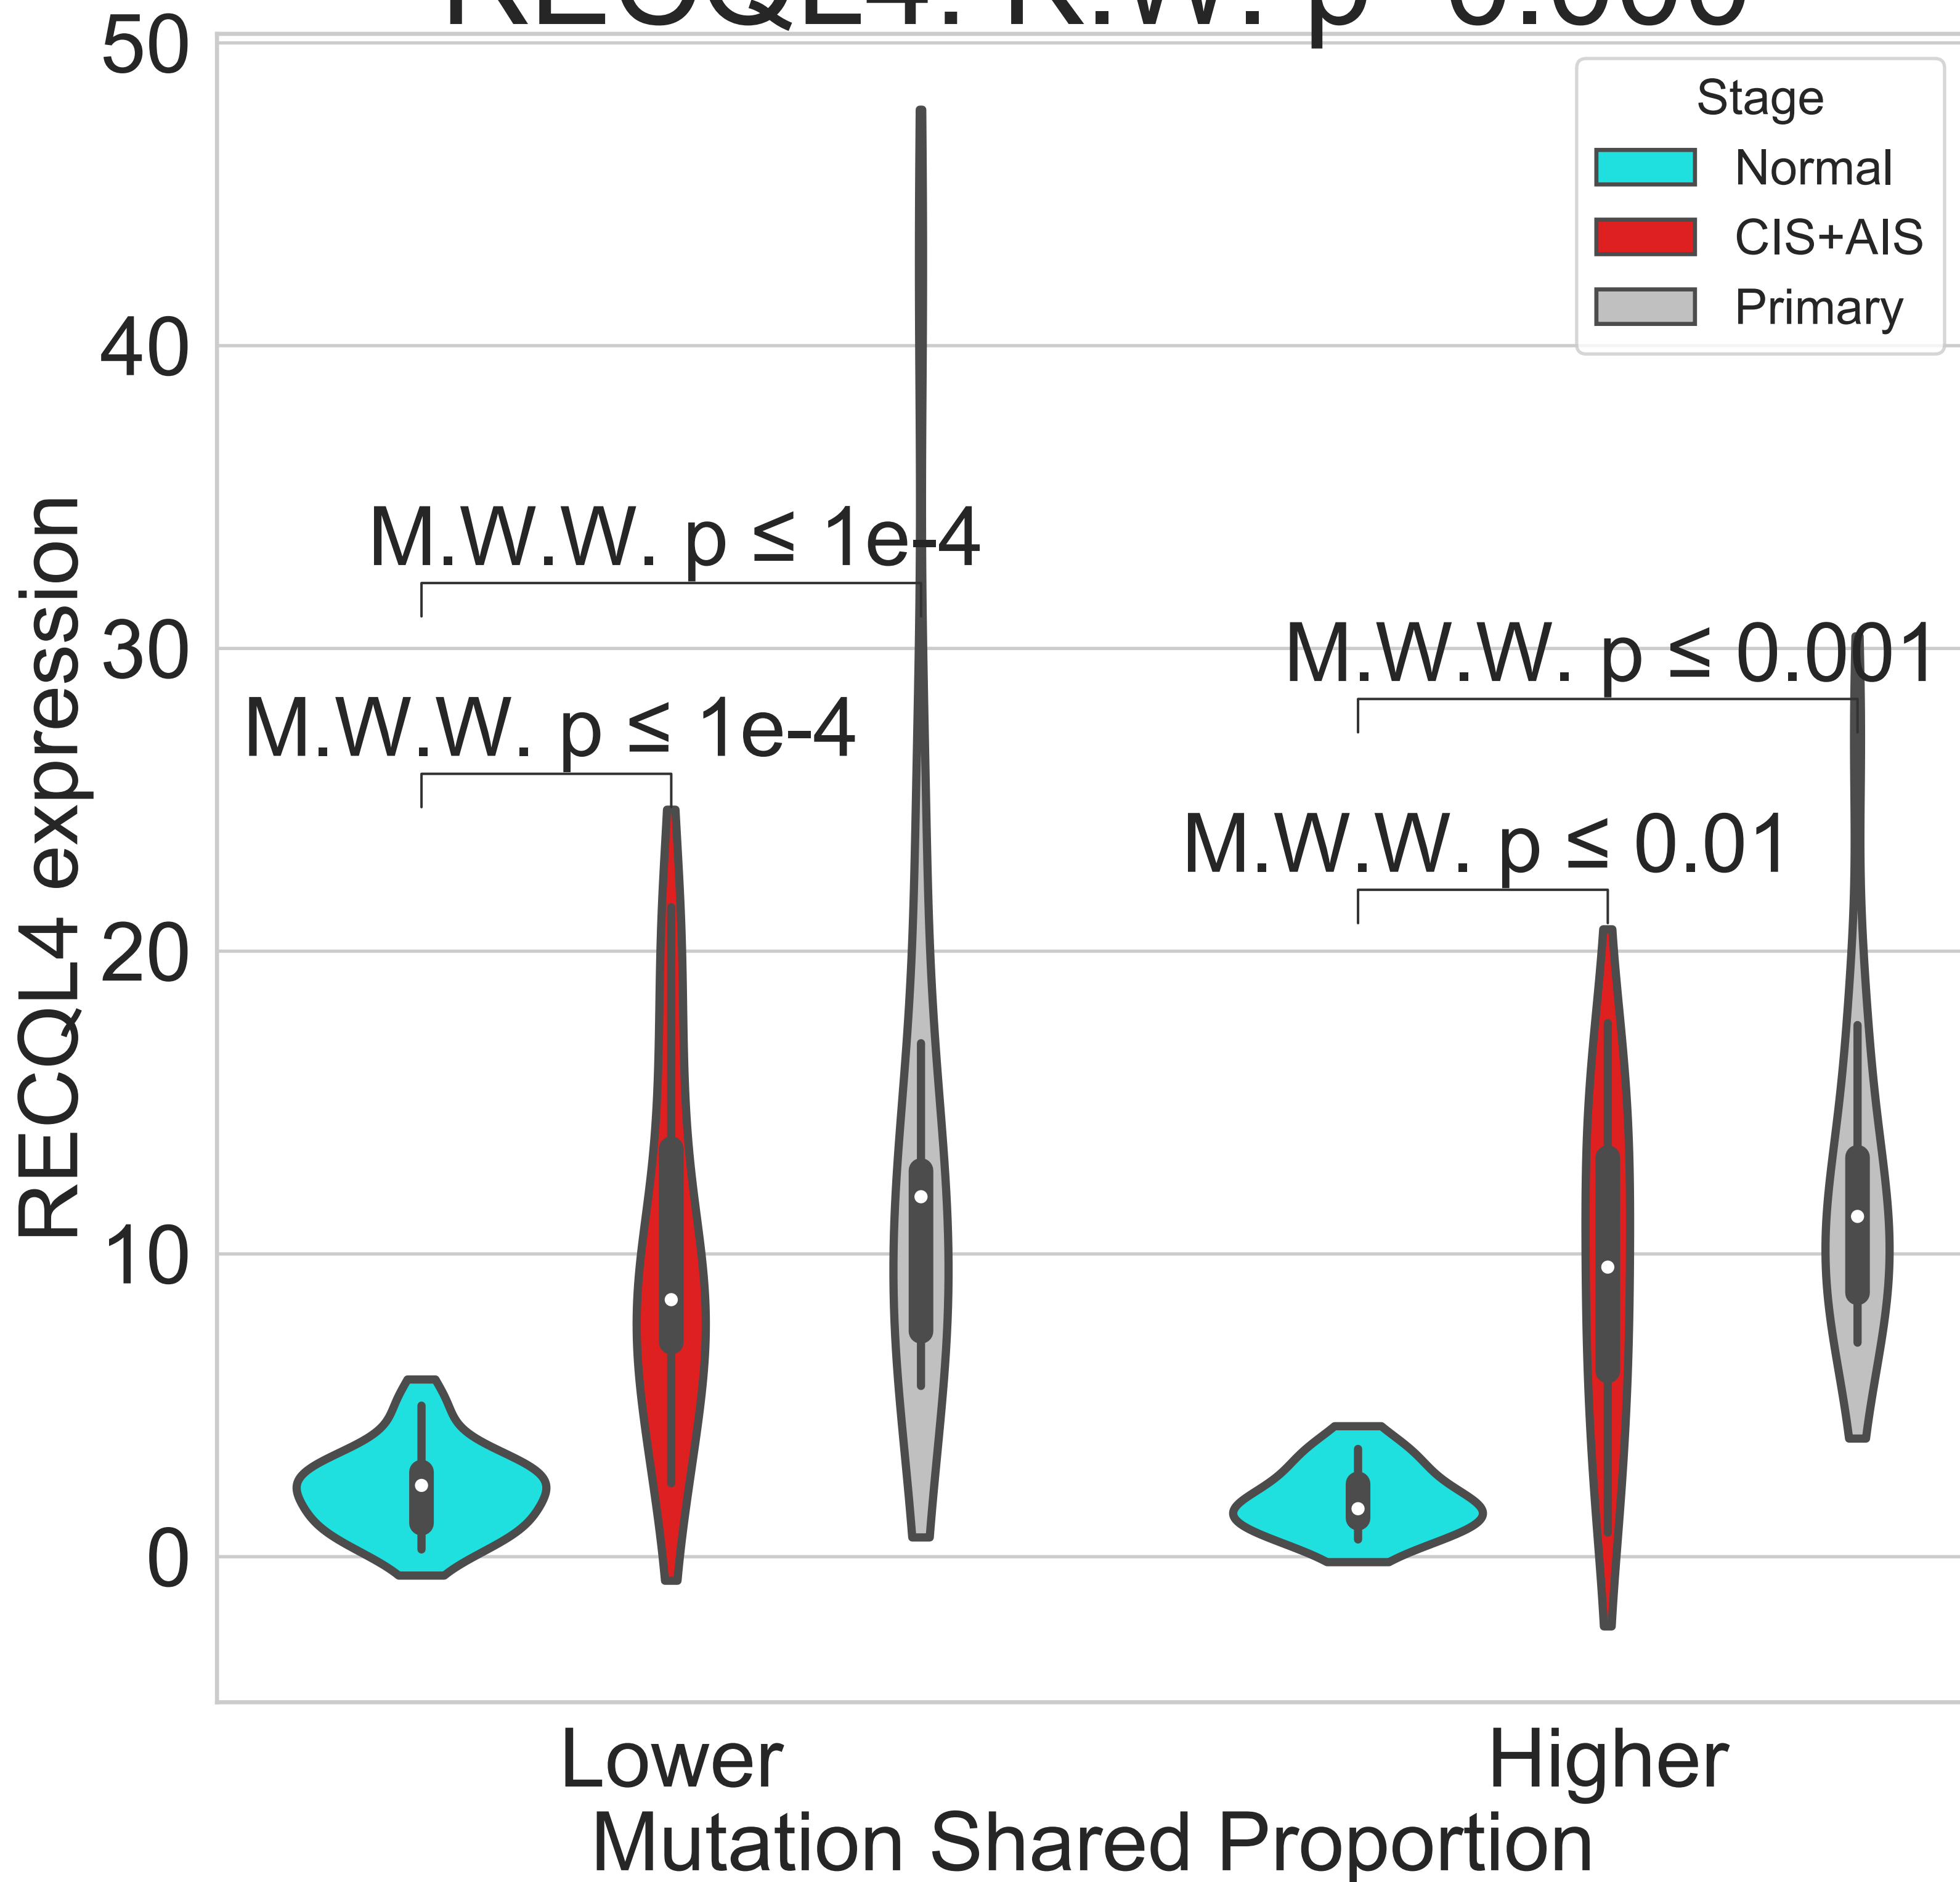 RECQL4: K.W. p
50
Stage
Normal
CIS+AIS
Primary
40
M.W.W. p ≤ 1e-4
30
M.W.W. p ≤ 0.001
M.W.W. p ≤ 1e-4
M.W.W. p ≤ 0.01
20
10
0
RECQL4 expression
Lower
Higher
Mutation Shared Proportion